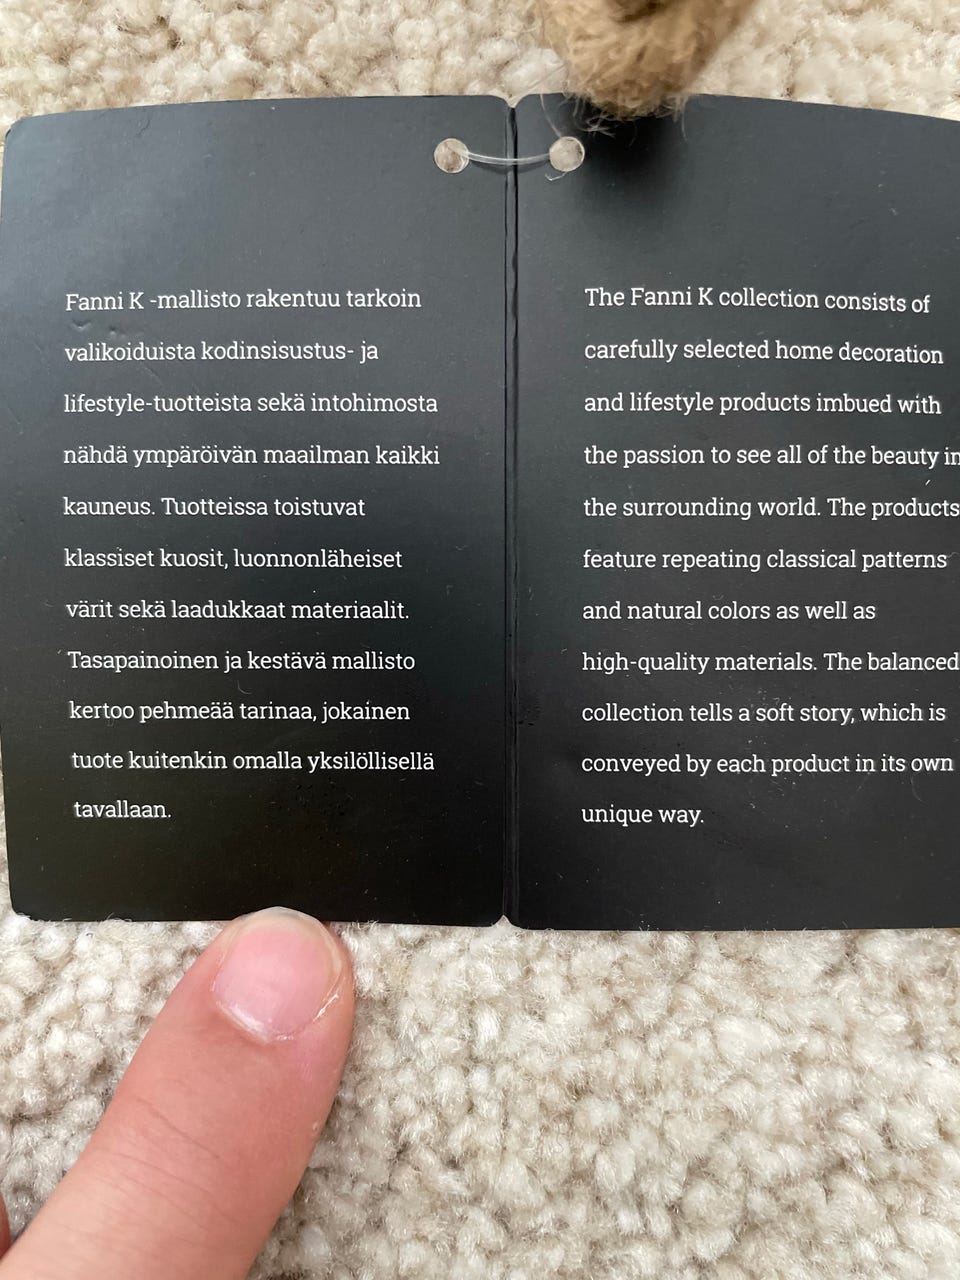 Fanni K -mallisto rakentuu tarkoin
valikoiduista kodinsisustus- ja
lifestyle-tuotteista sekä intohimosta
nähdä ympäröivän maailman kaikki
kauneus. Tuotteissa toistuvat
klassiset kuosit, luonnonläheiset
värit sekä laadukkaat materiaalit.
Tasapainoinen ja kestävä mallisto
kertoo pehmeää tarinaa, jokainen
tuote kuitenkin omalla yksilöllisellä
tavallaan.
The Fanni K collection consists of
carefully selected home decoration
and lifestyle products imbued with
the passion to see all of the beauty in
the surrounding world. The products
feature repeating classical patterns
and natural colors as well as
high-quality materials. The balanced
collection tells a soft story, which is
conveyed by each product in its own
unique way.